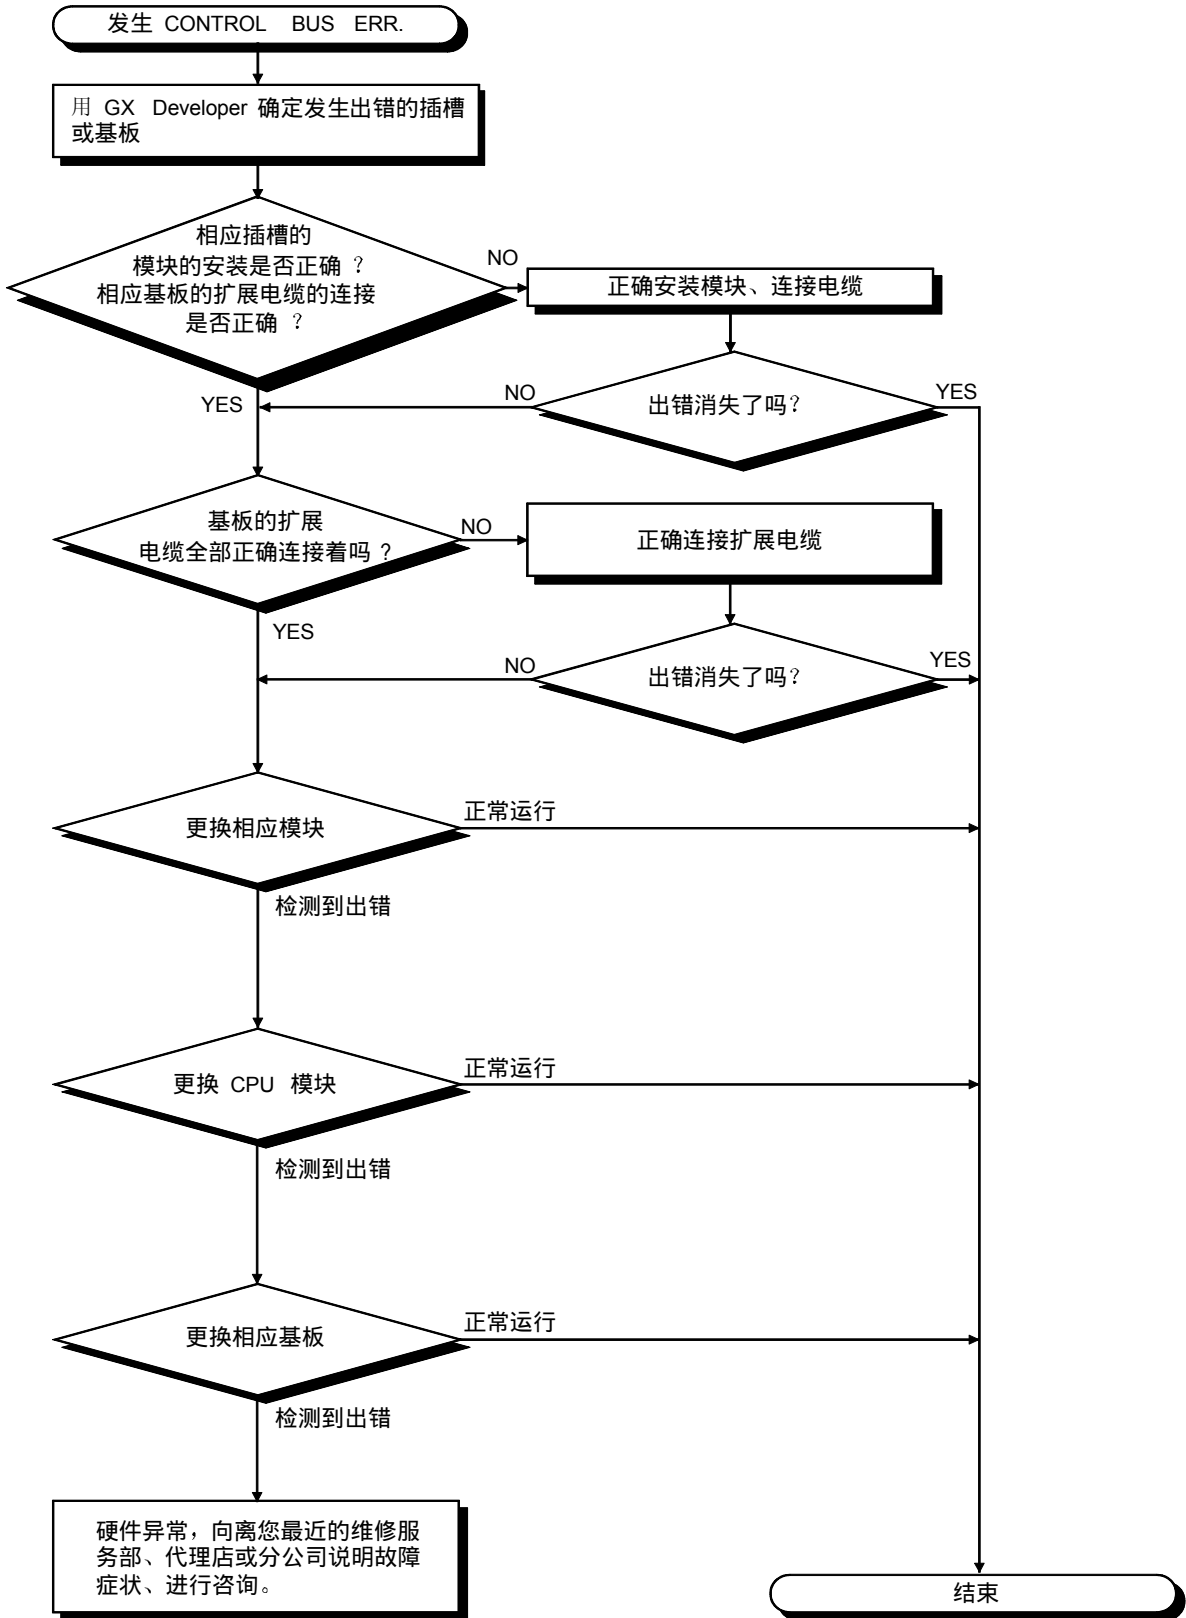 发生 CONTROL BUS ERR.
用 GX Developer 确定发生出错的插槽
或基板
相应插槽的
模块的安装是否正确 ?
相应基板的扩展电缆的连接
是否正确 ?
NO
正确安装模块、连接电缆
YES
NO
出错消失了吗?
YES
基板的扩展
电缆全部正确连接着吗 ?
NO
正确连接扩展电缆
YES
NO
出错消失了吗?
YES
更换相应模块
正常运行
检测到出错
更换 CPU 模块
正常运行
检测到出错
更换相应基板
正常运行
检测到出错
硬件异常，向离您最近的维修服
务部、代理店或分公司说明故障
症状、进行咨询。
结束